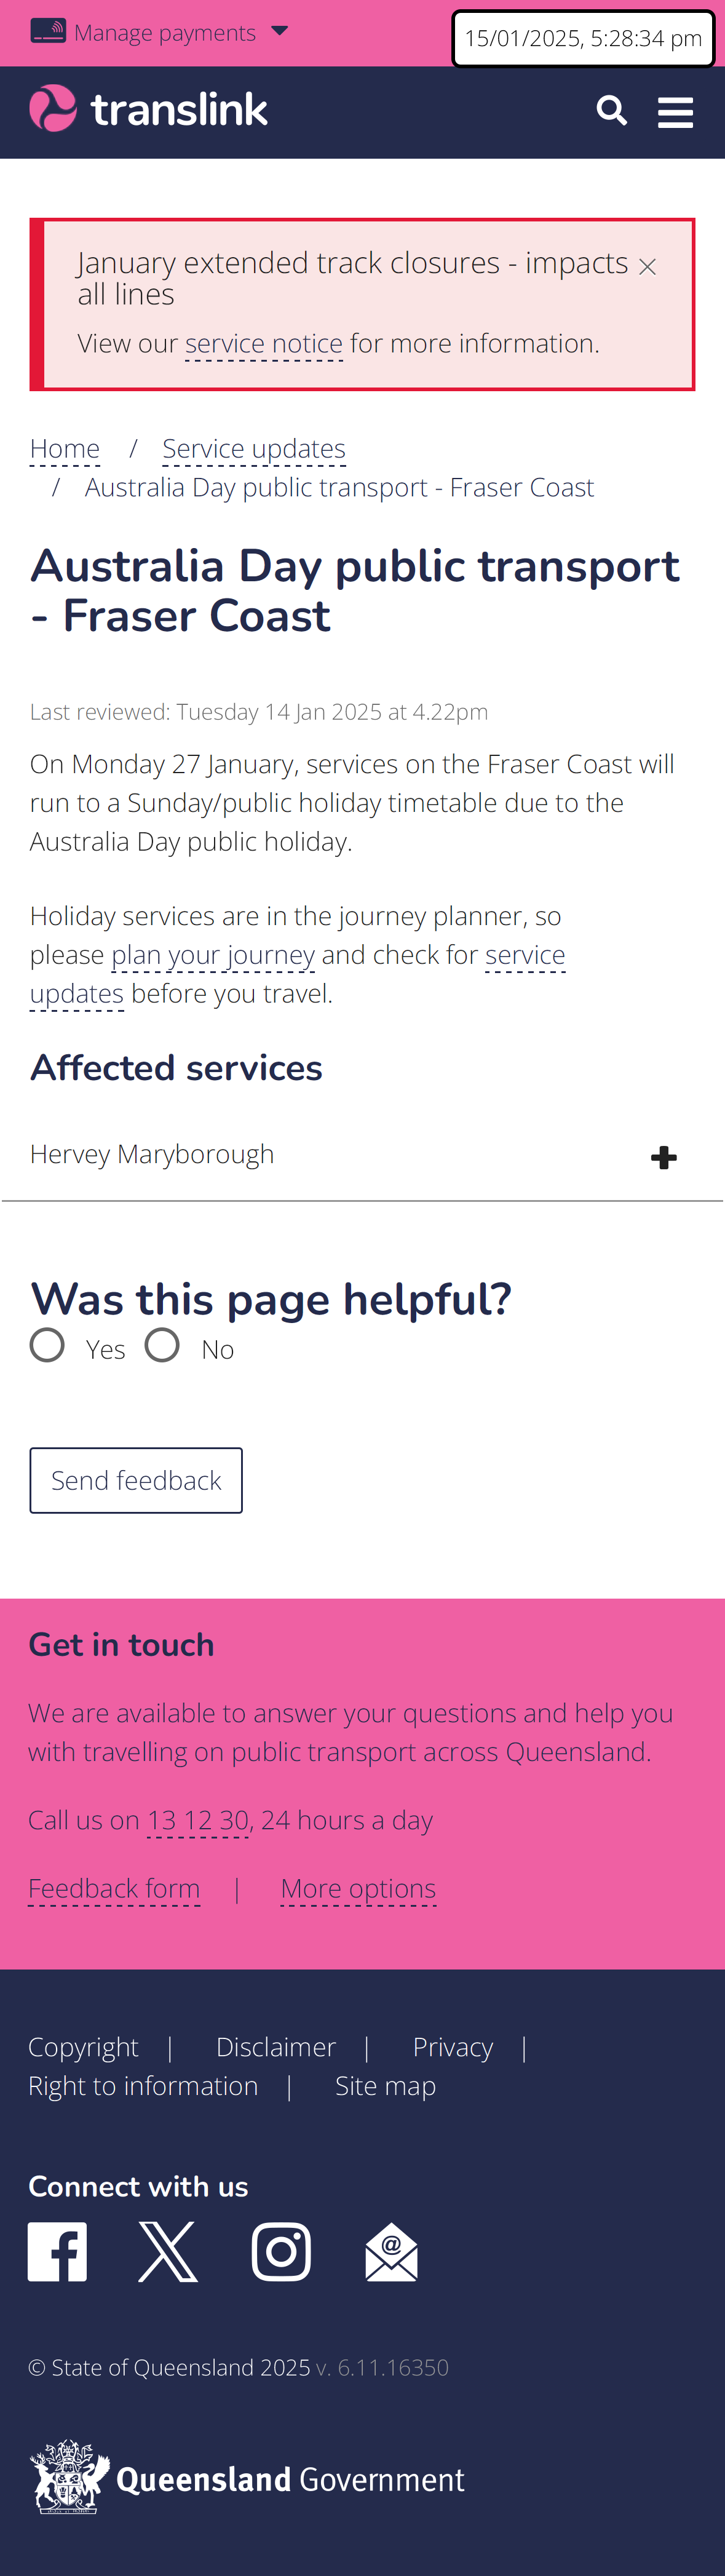 Manage payments
15/01/2025, 5:28:34 pm
translink
January extended track closures - impacts
all lines
View our service notice for more information.
Home / Service updates
/ Australia Day public transport - Fraser Coast
Australia Day public transport
- Fraser Coast
Last reviewed: Tuesday 14 Jan 2025 at 4.22pm
On Monday 27 January, services on the Fraser Coast will
run to a Sunday/public holiday timetable due to the
Australia Day public holiday.
Holiday services are in the journey planner, so
please plan your journey and check for service
updates before you travel.
Affected services
Hervey Maryborough
Was this page helpful?
Yes No
Send feedback
Get in touch
We are available to answer your questions and help you
with travelling on public transport across Queensland.
Call us on 13 12 30, 24 hours a day
Feedback form | More options
Copyright | Disclaimer | Privacy |
Right to information | Site map
Connect with us
© State of Queensland 2025 v. 6.11.16350
Queensland Government